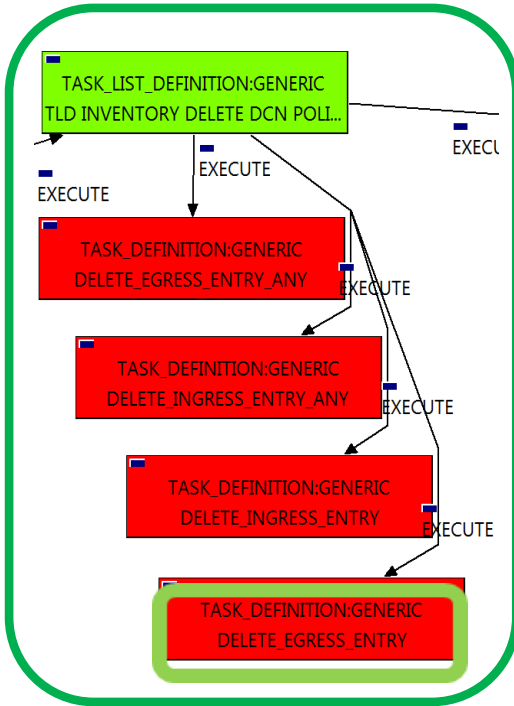 TASK_LIST_DEFINITION:GENERIC
TLD INVENTORY DELETE DCN POLI...
EXECU
EXECUTE
EXECUTE
TASK_DEFINITION:GENERIC
DELETE_EGRESS_ENTRY_ANY
EXECUTE
TASK_DEFINITION:GENERIC
DELETE_INGRESS_ENTRY_ANY
EXECUTE
TASK_DEFINITION:GENERIC
DELETE_INGRESS_ENTRY
EXECUTE
TASK_DEFINITION:GENERIC
DELETE_EGRESS_ENTRY